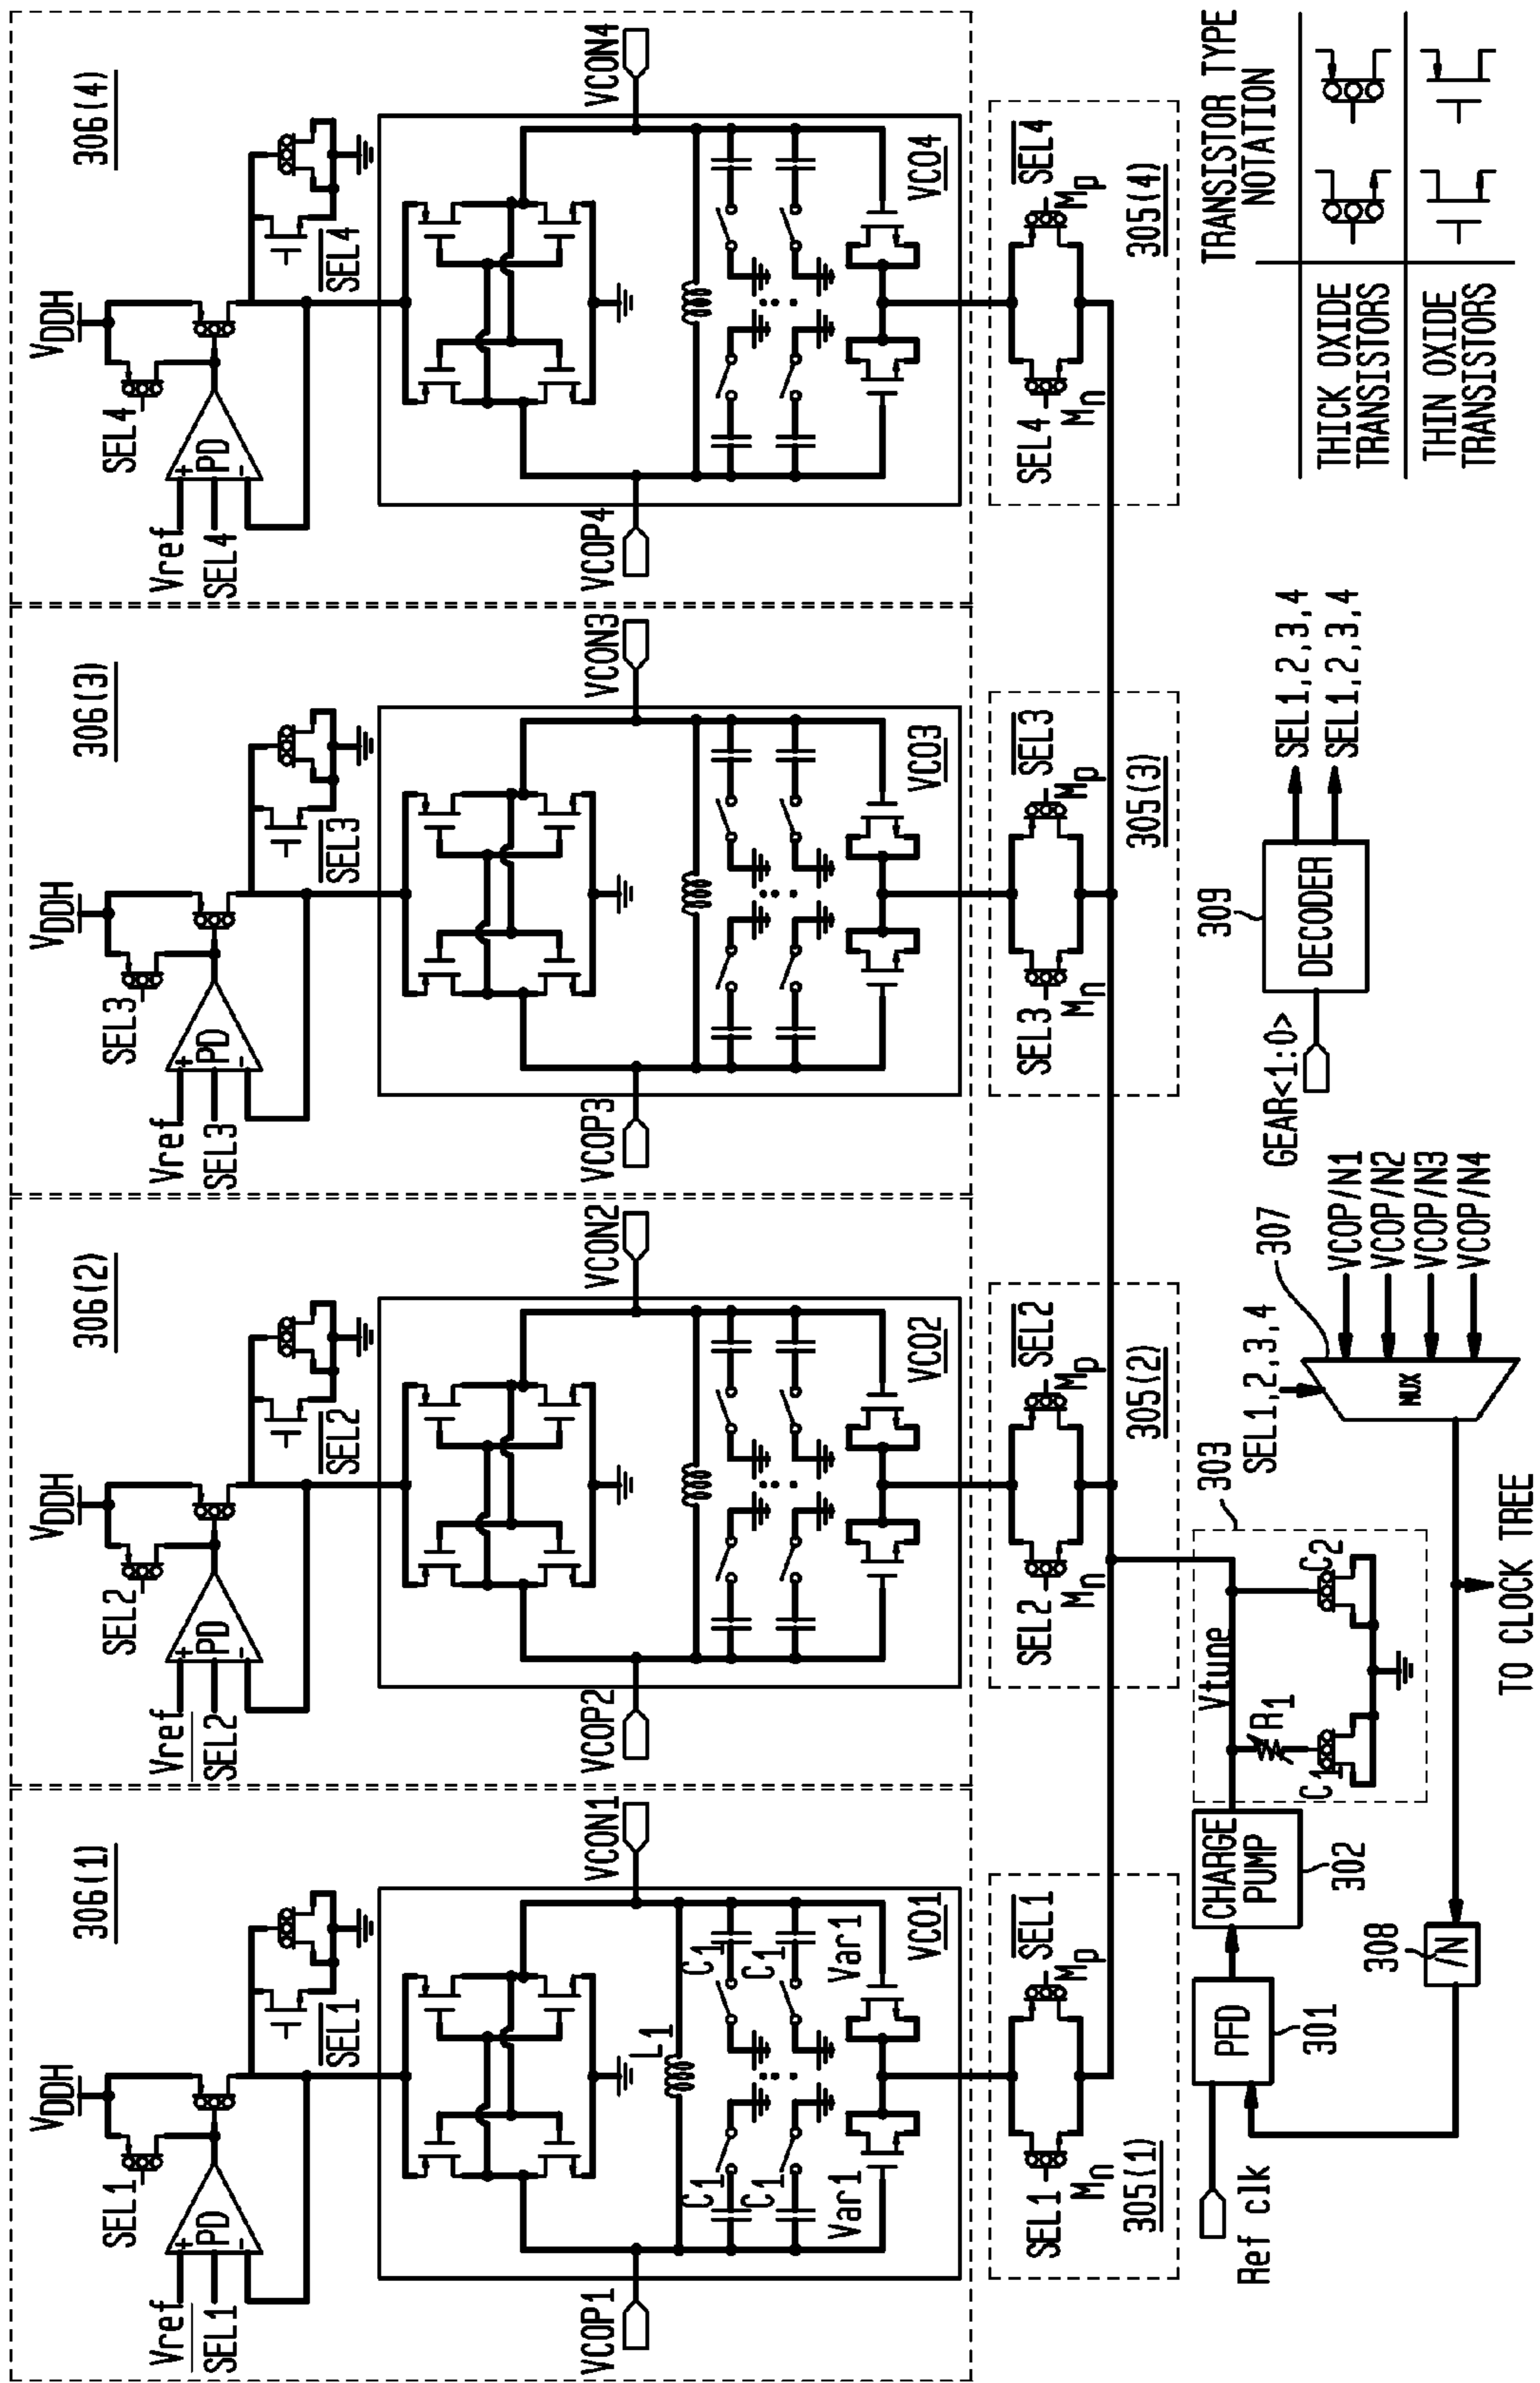 306(1)
VDDH
SEL1
PD
+
-
Vref
SEL1
SEL1
VCOP1
VCON1
L1
C1
C1
C1
C1
Var1
Var1
VCO1
306(2)
VDDH
SEL2
PD
+
-
Vref
SEL2
SEL2
VCOP2
VCON2
VCO2
306(3)
VDDH
SEL3
PD
+
-
Vref
SEL3
SEL3
VCOP3
VCON3
VCO3
306(4)
VDDH
SEL4
PD
+
-
Vref
SEL4
SEL4
VCOP4
VCON4
VCO4
SEL1
Mn
SEL1
Mp
305(1)
SEL2
Mn
SEL2
Mp
305(2)
SEL3
Mn
SEL3
Mp
305(3)
SEL4
Mn
SEL4
Mp
305(4)
Ref clk
PFD
301
CHARGE
PUMP
302
303
Vtune
R1
C1
C2
308
/N
TO CLOCK TREE
SEL1,2,3,4
307
MUX
VCOP/N1
VCOP/N2
VCOP/N3
VCOP/N4
GEAR<1:0>
309
DECODER
SEL1,2,3,4
SEL1,2,3,4
TRANSISTOR TYPE
NOTATION
THICK OXIDE
TRANSISTORS
THIN OXIDE
TRANSISTORS